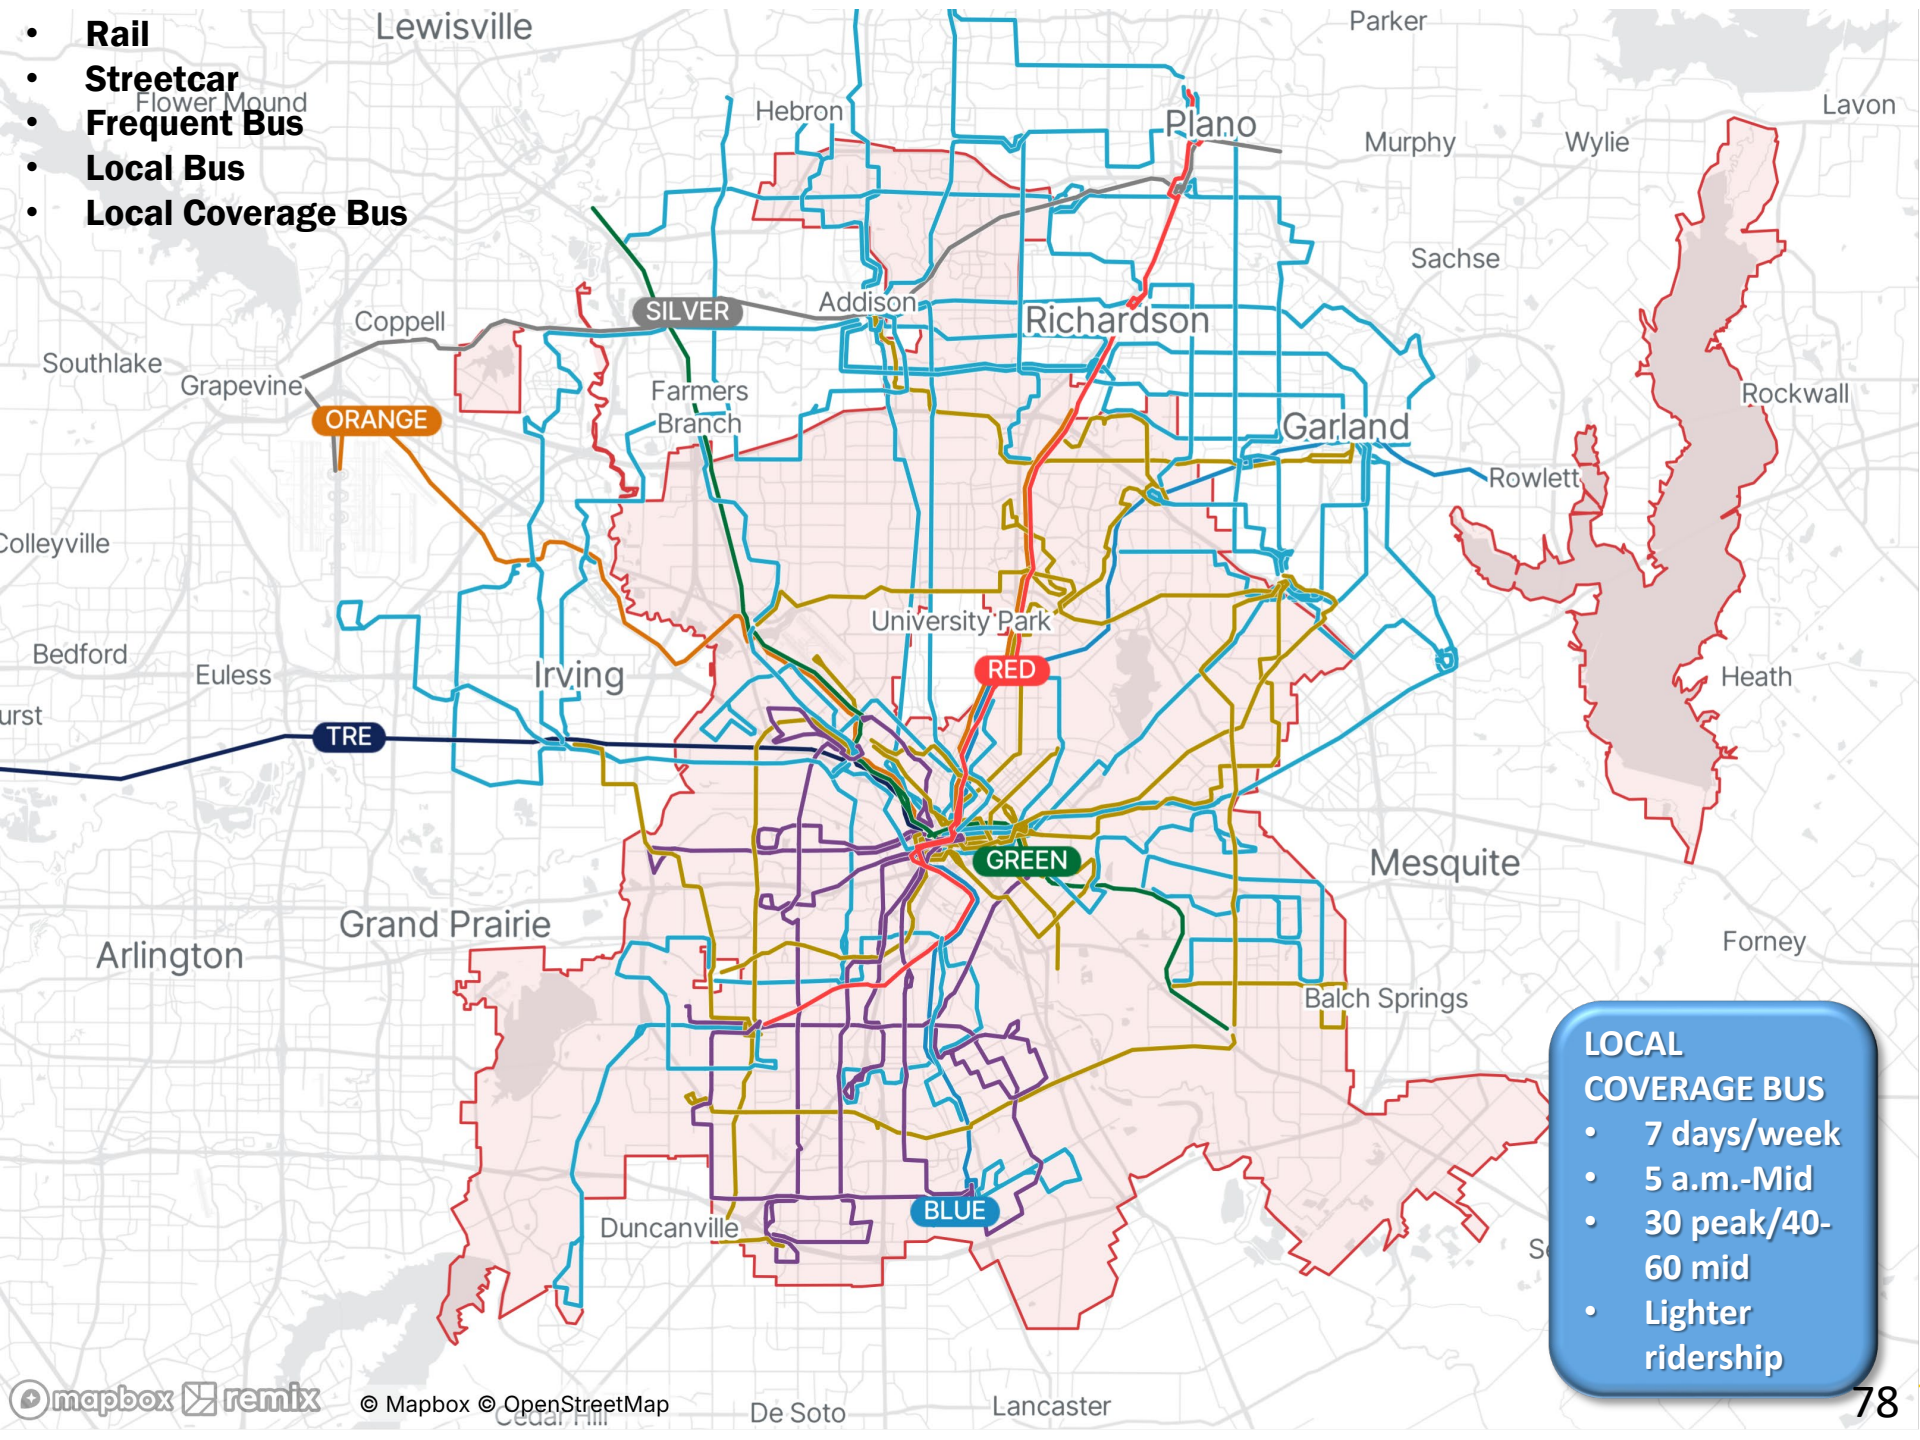 • Rail
• Streetcar
• Frequent Bus
• Local Bus
• Local Coverage Bus
Lewisville
Parker
Flower Mound
Hebron
Plano
Lavon
Murphy
Wylie
Sachse
SILVER
Addison
Richardson
Coppell
Southlake
Grapevine
Farmers
Branch
Rockwall
ORANGE
Garland
Rowlett
Colleyville
University Park
Bedford
Euless
Irving
RED
Heath
urst
TRE
GREEN
Mesquite
Grand Prairie
Arlington
Forney
Balch Springs
LOCAL
COVERAGE BUS
• 7 days/week
• 5 a.m.-Mid
• 30 peak/40-
60 mid
• Lighter
ridership
BLUE
Duncanville
Se
mapbox remix
© Mapbox © OpenStreetMap
Cedar Hill
De Soto
Lancaster
78